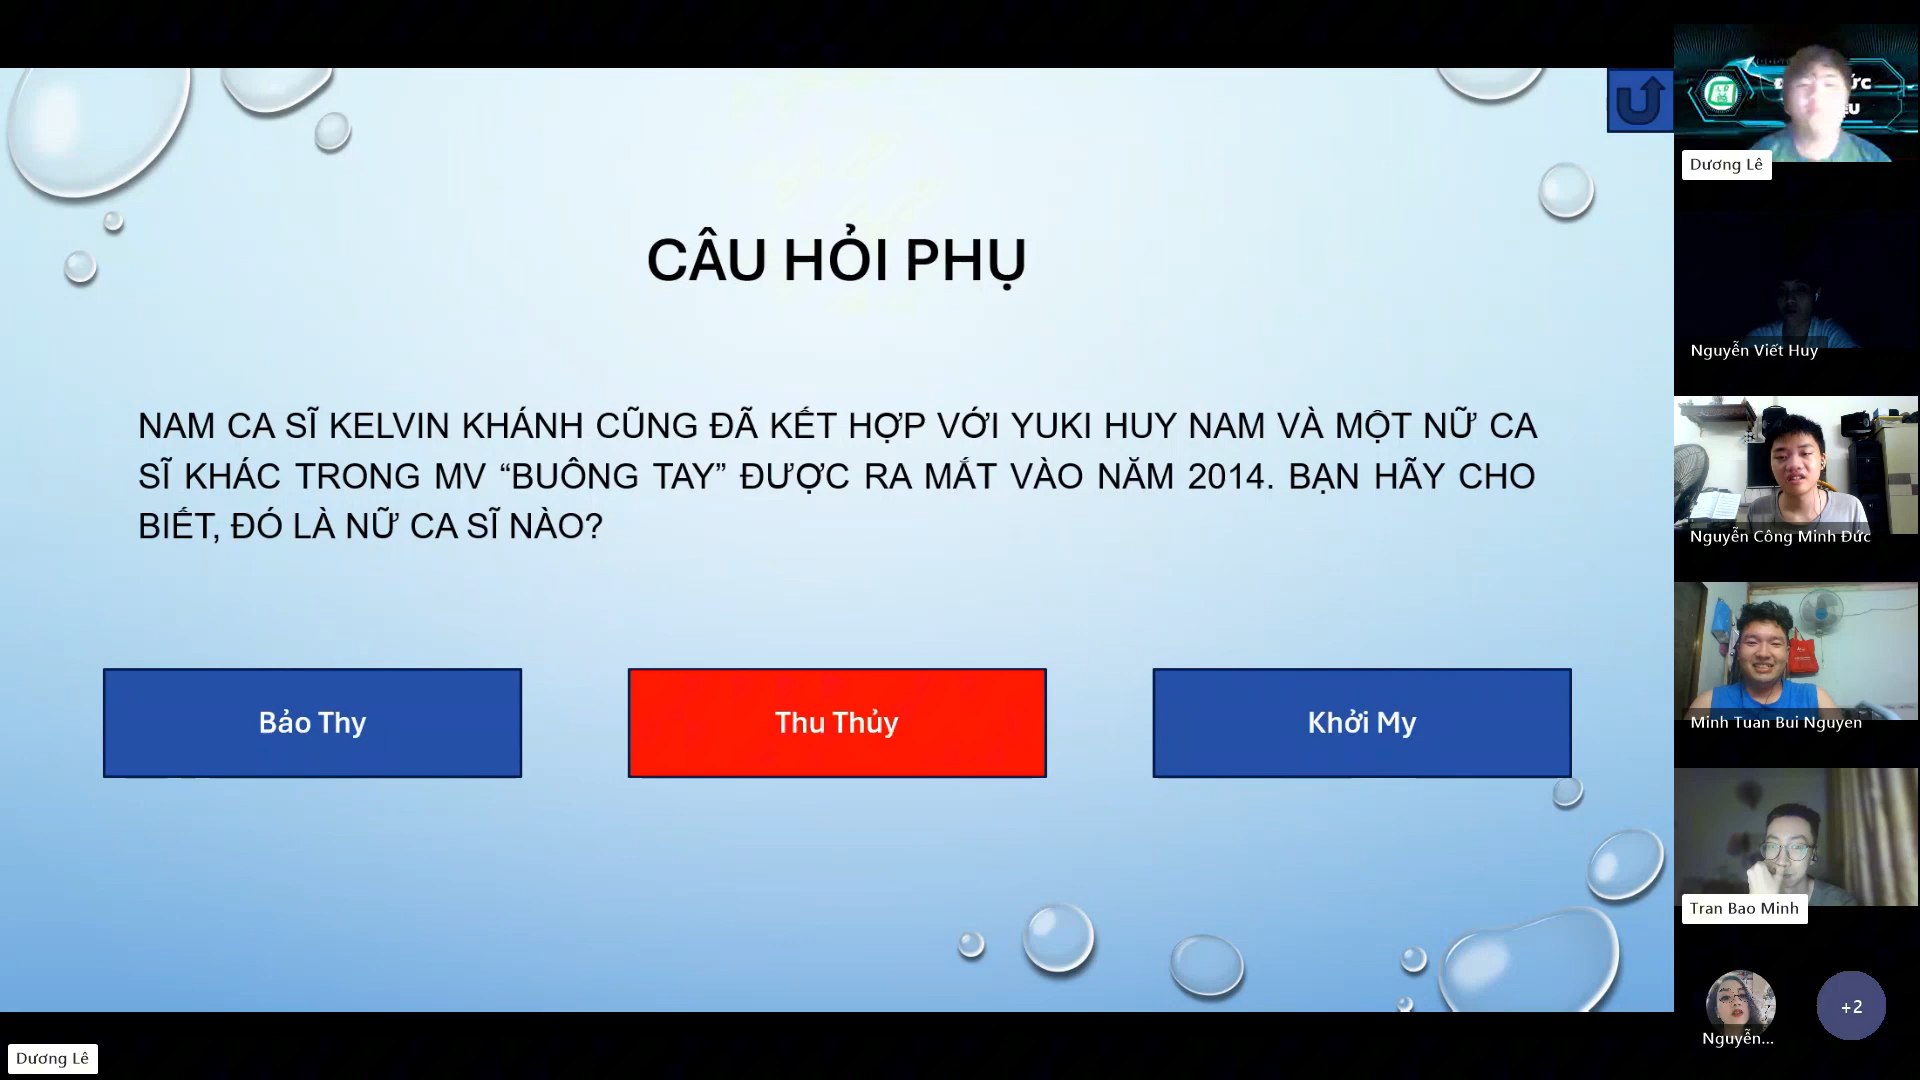 CÂU HỎI PHỤ
NAM CA SĨ KELVIN KHÁNH CŨNG ĐÃ KẾT HỢP VỚI YUKI HUY NAM VÀ MỘT NỮ CA
SĨ KHÁC TRONG MV “BUÔNG TAY” ĐƯỢC RA MẮT VÀO NĂM 2014. BẠN HÃY CHO
BIẾT, ĐÓ LÀ NỮ CA SĨ NÀO?
Bảo Thy
Thu Thủy
Khởi My
Dương Lê
Dương Lê
Nguyễn Viết Huy
Nguyễn Công Minh Đức
Minh Tuan Bui Nguyen
Tran Bao Minh
Nguyễn...
+2